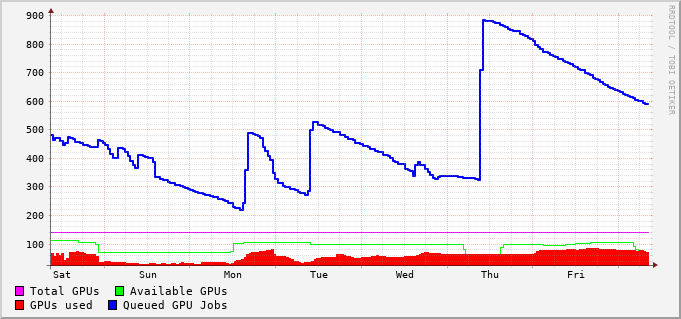 900
800
700
600
500
400
300
200
100
Sat Sun Mon Tue Wed Thu Fri
Total GPUs Available GPUs
GPUs used Queued GPU Jobs
RRDTOOL / TOBI OETIKER